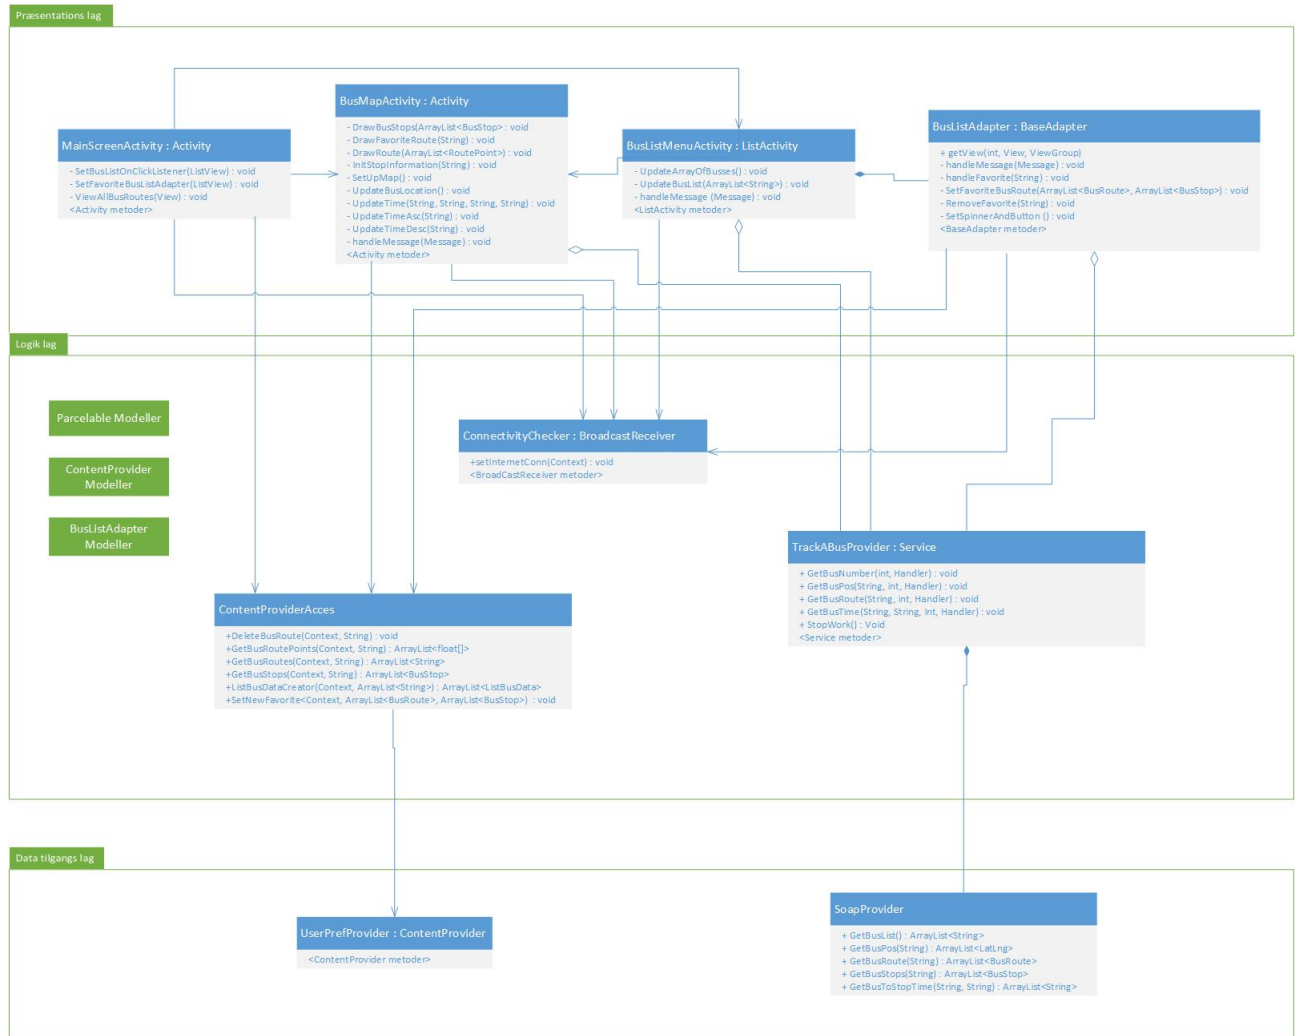 Præsentations lag
MainScreenActivity : Activity
- SetBusListOnClickListener(ListView) : void
- SetFavoriteBusListAdapter(ListView) : void
- ViewAllBusRoutes(View) : void
<Activity metoder>
BusMapActivity : Activity
- DrawBusStops(ArrayList<BusStop> : void
- DrawFavoriteRoute(String) : void
- DrawRoute(ArrayList<RoutePoint>) : void
- InitStopInformation(String) : void
- SetUpMap() : void
- UpdateBusLocation() : void
- UpdateTime(String, String, String, String) : void
- UpdateTimeAsc(String) : void
- UpdateTimeDesc(String) : void
- handleMessage(Message) : void
<Activity metoder>
BusListMenuActivity : ListActivity
- UpdateArrayOfBusses() : void
- UpdateBusList(ArrayList<String>) : void
- handleMessage (Message) : void
<ListActivity metoder>
BusListAdapter : BaseAdapter
+ getView(int, View, ViewGroup)
- handleMessage(Message) : void
- handleFavorite(String) : void
- SetFavoriteBusRoute(ArrayList<BusRoute>, ArrayList<BusStop>) : void
- RemoveFavorite(String) : void
- SetSpinnerAndButton () : void
<BaseAdapter metoder>
Logik lag
Parcelable Modeller
ContentProvider
Modeller
BusListAdapter
Modeller
ConnectivityChecker : BroadcastReceiver
+setInternetConn(Context) : void
<BroadCastReceiver metoder>
TrackABusProvider : Service
+ GetBusNumber(int, Handler) : void
+ GetBusPos(String, int, Handler) : void
+ GetBusRoute(String, int, Handler) : void
+ GetBusTime(String, String, Int, Handler) : void
+ StopWork() : Void
<Service metoder>
ContentProviderAcces
+DeleteBusRoute(Context, String) : void
+GetBusRoutePoints(Context, String) : ArrayList<float[]>
+GetBusRoutes(Context, String) : ArrayList<String>
+GetBusStops(Context, String) : ArrayList<BusStop>
+ListBusDataCreator(Context, ArrayList<String>) : ArrayList<ListBusData>
+SetNewFavorite<Context, ArrayList<BusRoute>, ArrayList<BusStop>) : void
Data tilgangs lag
UserPrefProvider : ContentProvider
<ContentProvider metoder>
SoapProvider
+ GetBusList() : ArrayList<String>
+ GetBusPos(String) : ArrayList<LatLng>
+ GetBusRoute(String) : ArrayList<BusRoute>
+ GetBusStops(String) : ArrayList<BusStop>
+ GetBusToStopTime(String, String) : ArrayList<String>